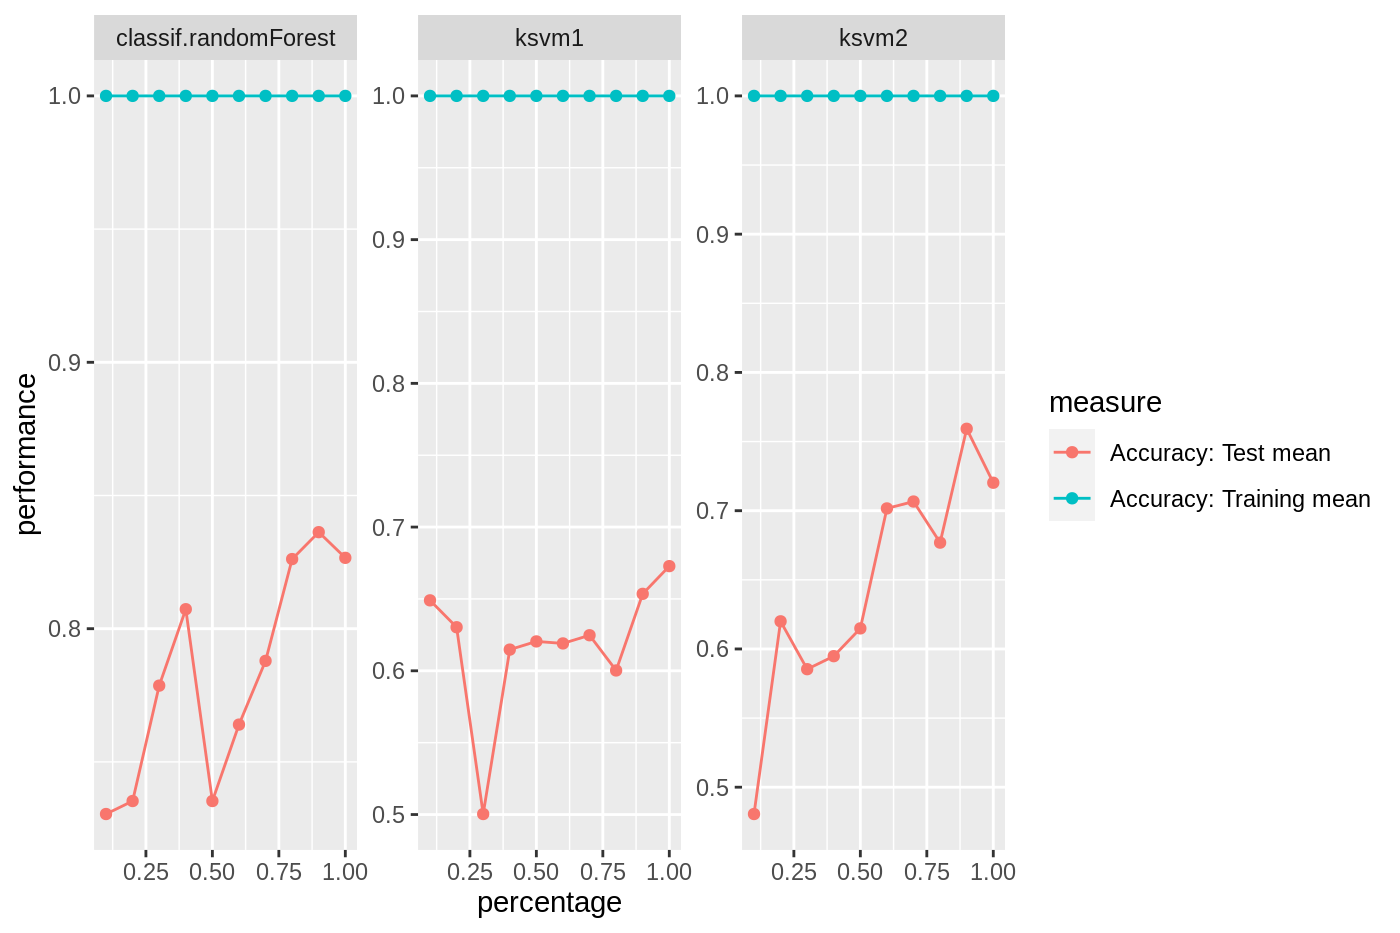 classif.randomForest ksvm1 ksvm2
1.0 1.0 1.0
0.9 0.9
0.9
0.8 0.8
performance
measure
Accuracy: Test mean
Accuracy: Training mean
0.7 0.7
0.8 0.6 0.6
0.5 0.5
0.25 0.50 0.75 1.00 0.25 0.50 0.75 1.00 0.25 0.50 0.75 1.00
percentage